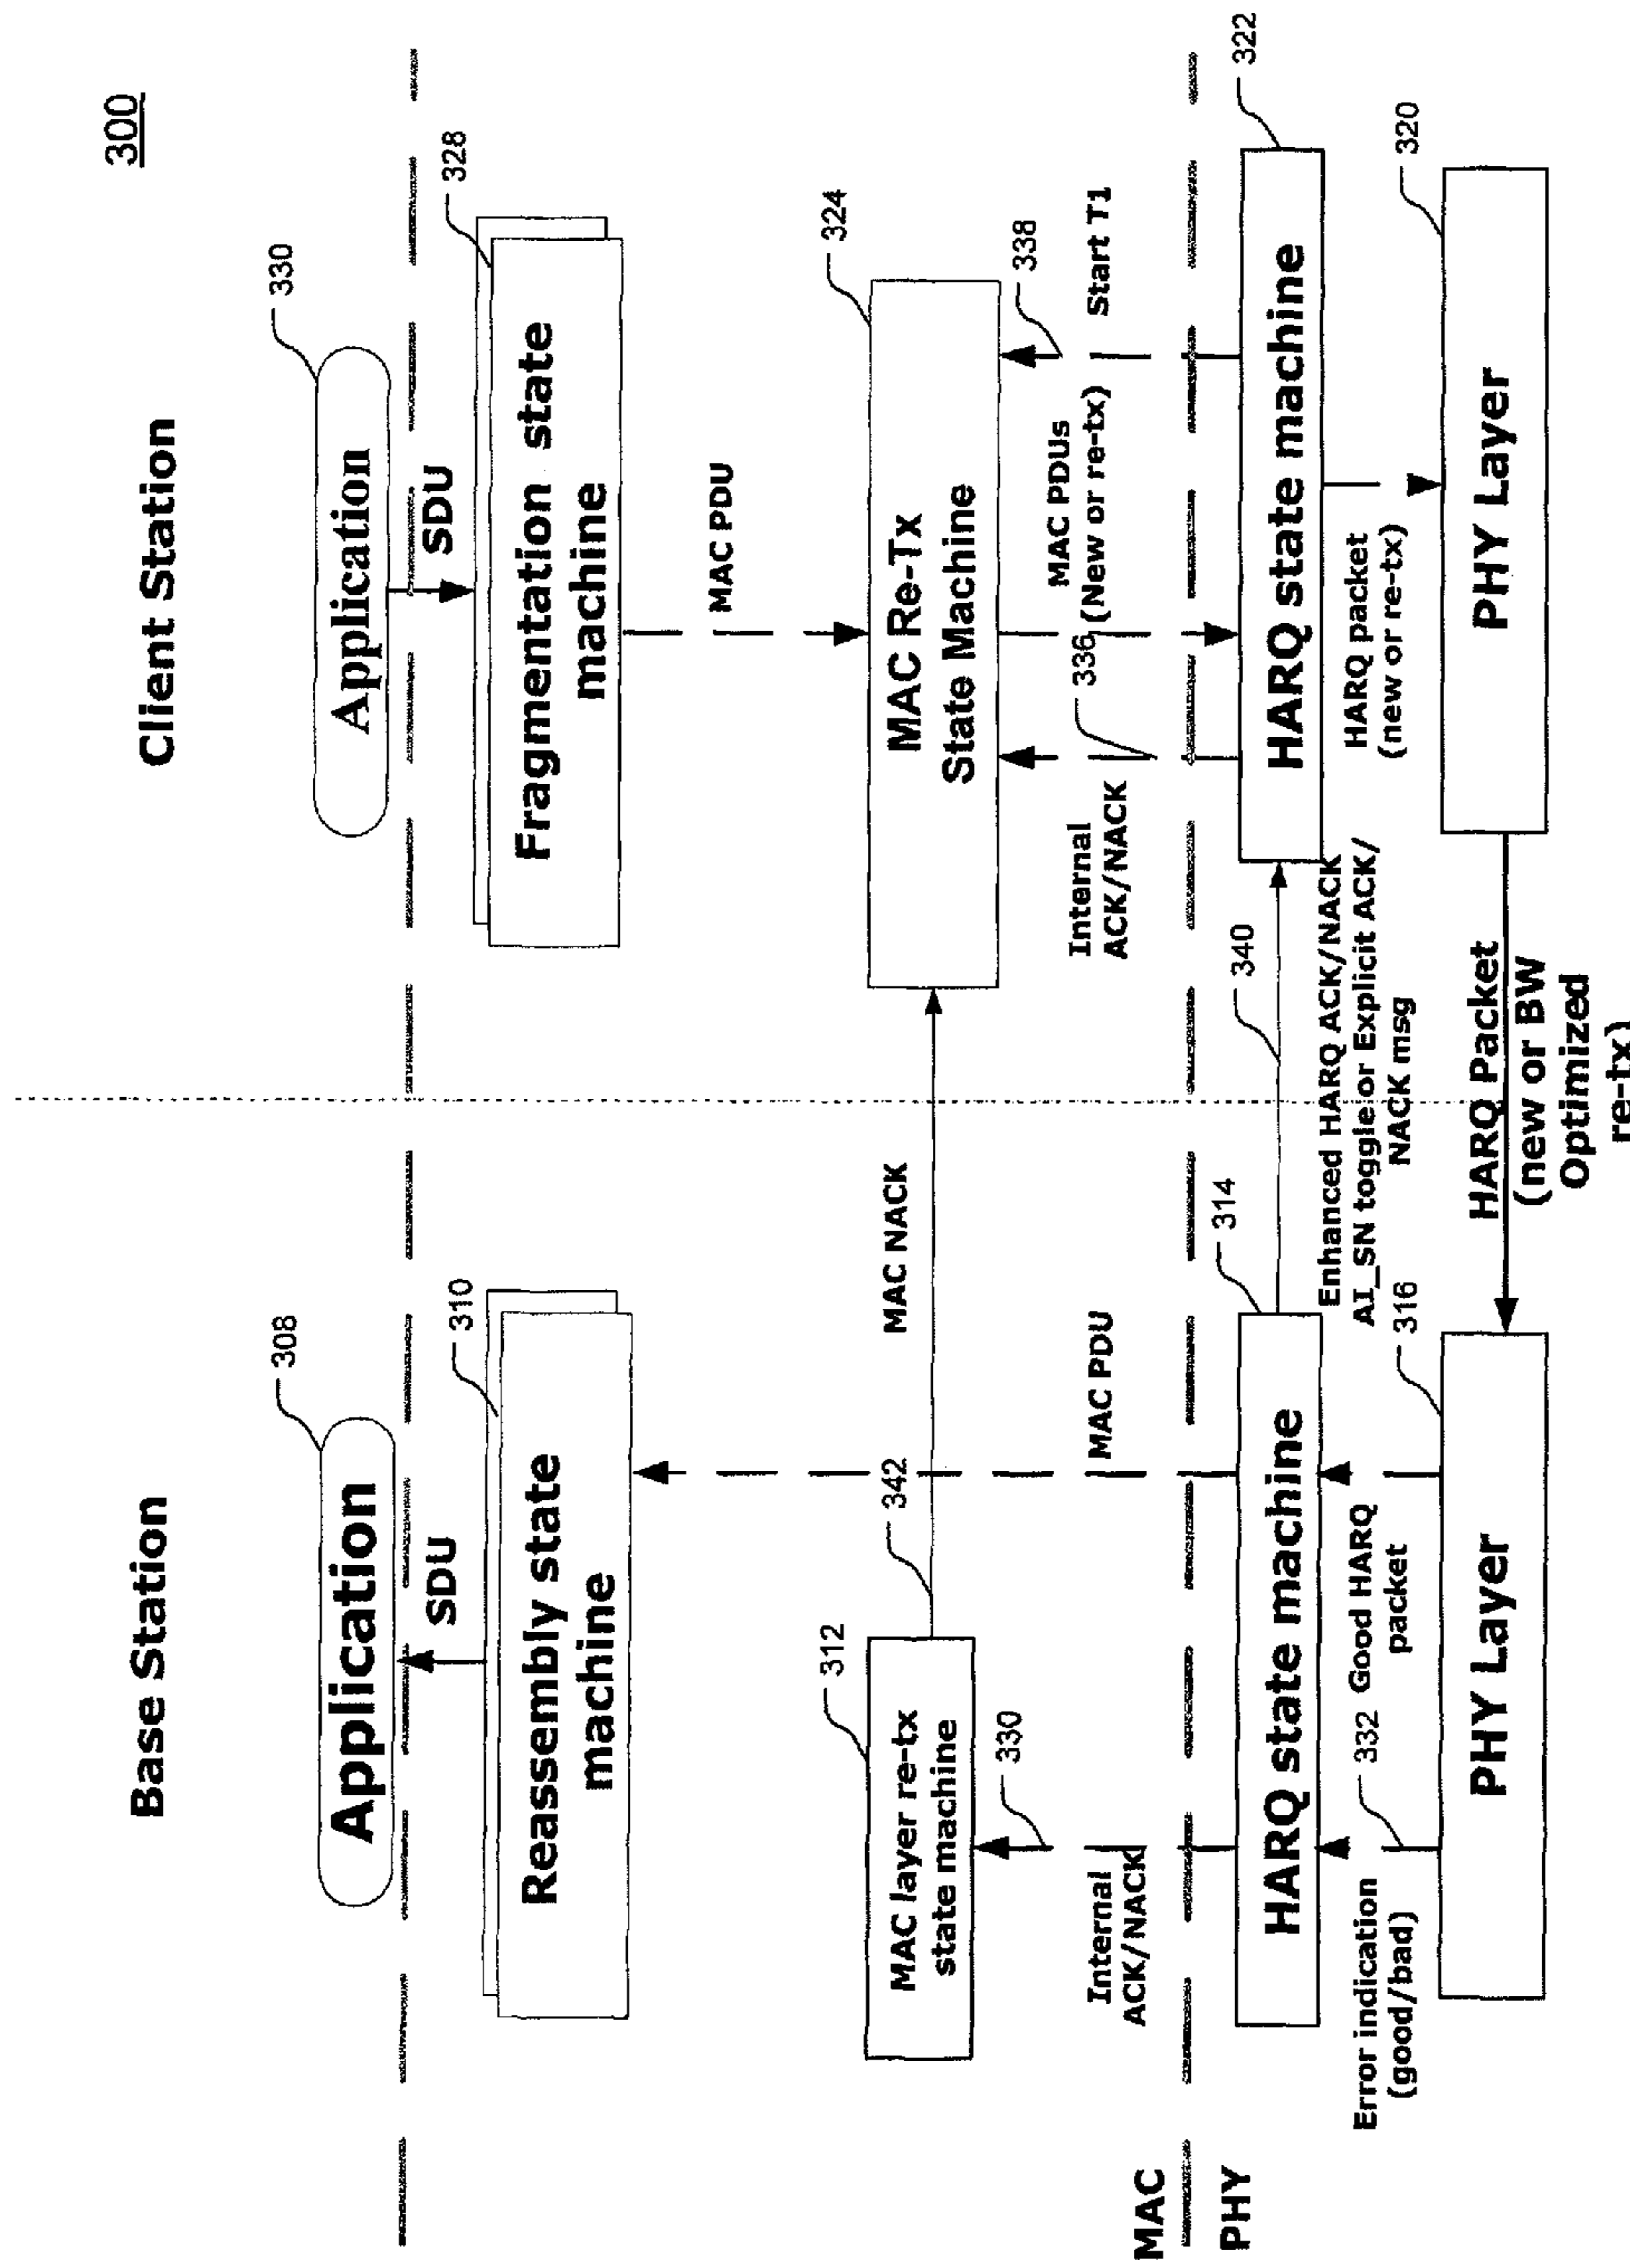 300
Base Station
Client Station
308
Application
SDU
310
Reassembly state
machine
330
Application
SDU
328
Fragmentation state
machine
MAC PDU
312
MAC layer re-tx
state machine
342
MAC NACK
324
MAC Re-Tx
State Machine
Internal
ACK/NACK
330
MAC PDU
Internal
ACK/NACK
336
MAC PDUs
(New or re-tx)
338
Start T1
MAC
PHY
HARQ state machine
314
340
Enhanced HARQ ACK/NACK
AI_SN toggle or Explicit ACK/
NACK msg
HARQ state machine
322
Error indication
(good/bad)
332
Good HARQ
packet
316
HARQ packet
(new or re-tx)
320
PHY Layer
HARQ Packet
(new or BW
Optimized
re-tx)
PHY Layer